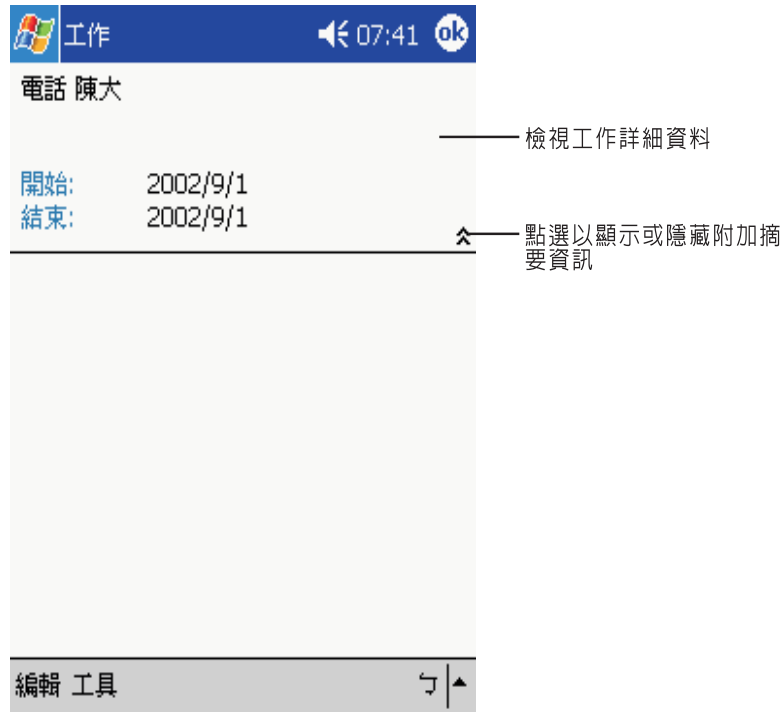 工作 07:41 ok
電話 陳大
檢視工作詳細資料
開始: 2002/9/1
結束: 2002/9/1
點選以顯示或隱藏附加摘
要資訊
編輯 工具 ㄅ